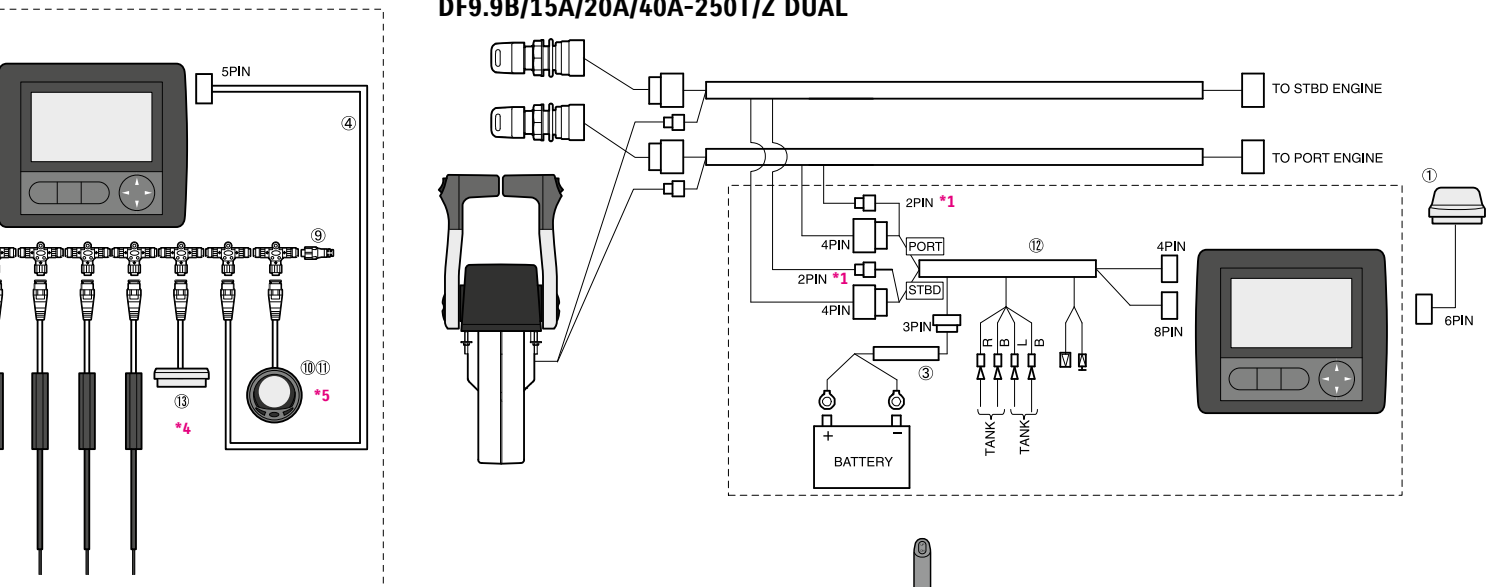 DF9.9B/15A/20A/40A-250T/Z DUAL
5PIN
④
⑨
⑩⑪
*5
⑬
*4
TO STBD ENGINE
TO PORT ENGINE
①
2PIN *1
4PIN
PORT
⑫
4PIN
2PIN *1
STBD
4PIN
8PIN
6PIN
3PIN
R
B
L
B
③
TANK
TANK
+
−
BATTERY